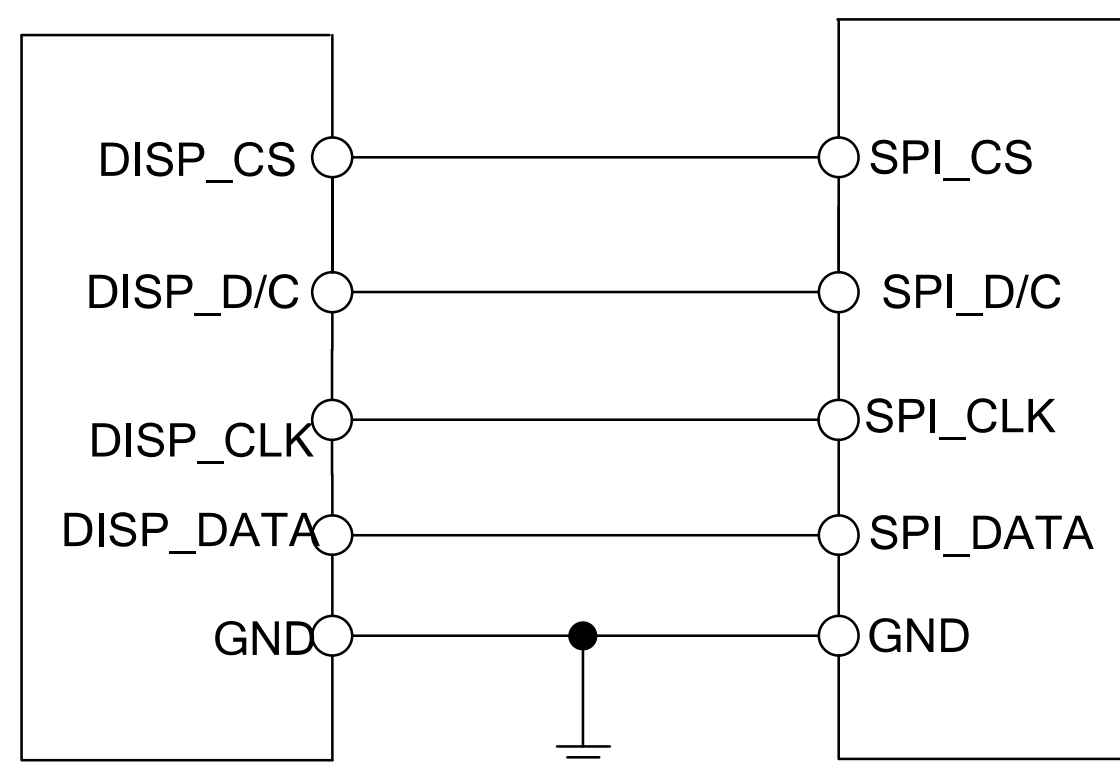 DISP_CS
SPI_CS
DISP_D/C
SPI_D/C
DISP_CLK
SPI_CLK
DISP_DATA
SPI_DATA
GND
GND